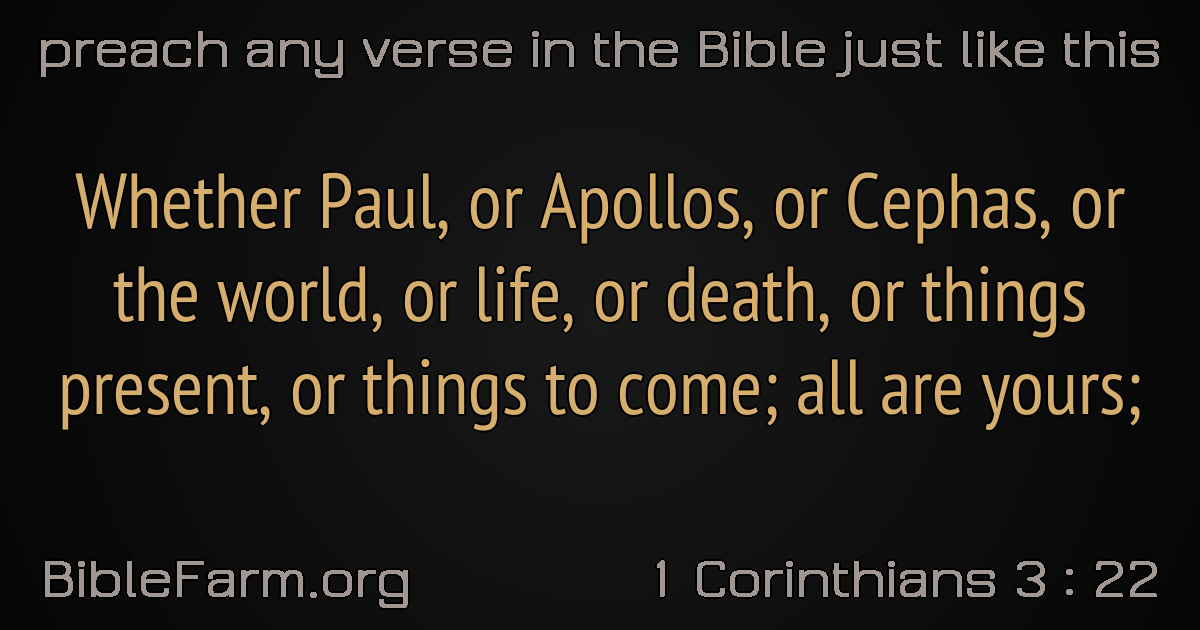 preach any verse in the Bible just like this
Whether Paul, or Apollos, or Cephas, or
the world, or life, or death, or things
present, or things to come; all are yours;
BibleFarm.org
1 Corinthians 3 : 22